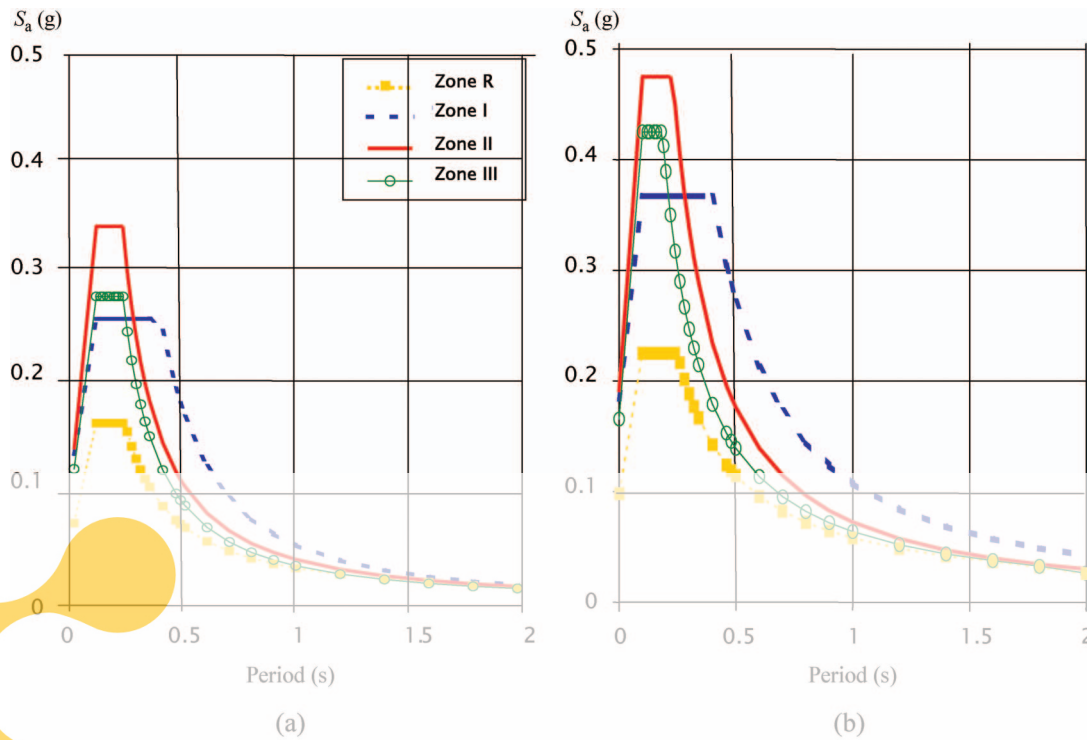 Sa (g)
0.5
0.4
0.3
0.2
0.1
0
0 0.5 1.0 1.5 2
Period (s)
(a)
Zone R
Zone I
Zone II
Zone III
Sa (g)
0.5
0.4
0.3
0.2
0.1
0
0 0.5 1 1.5 2
Period (s)
(b)